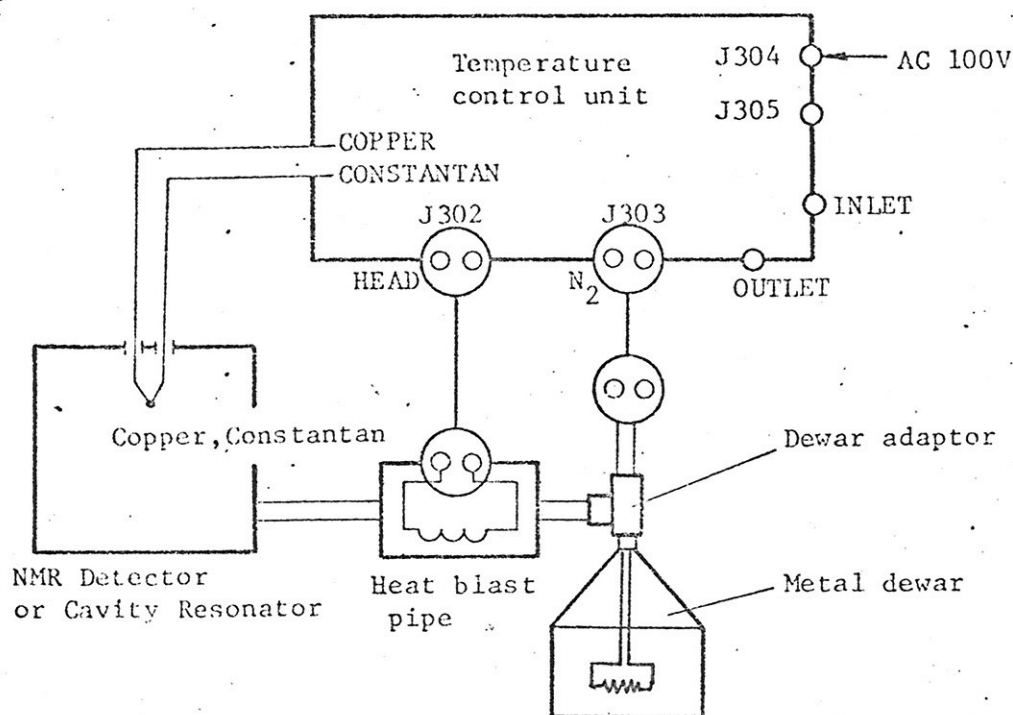 Temperature
control unit
J304
AC 100V
J305
COPPER
CONSTANTAN
INLET
J302
J303
HEAD
N2
OUTLET
Copper,Constantan
Dewar adaptor
NMR Detector
or Cavity Resonator
Heat blast
pipe
Metal dewar